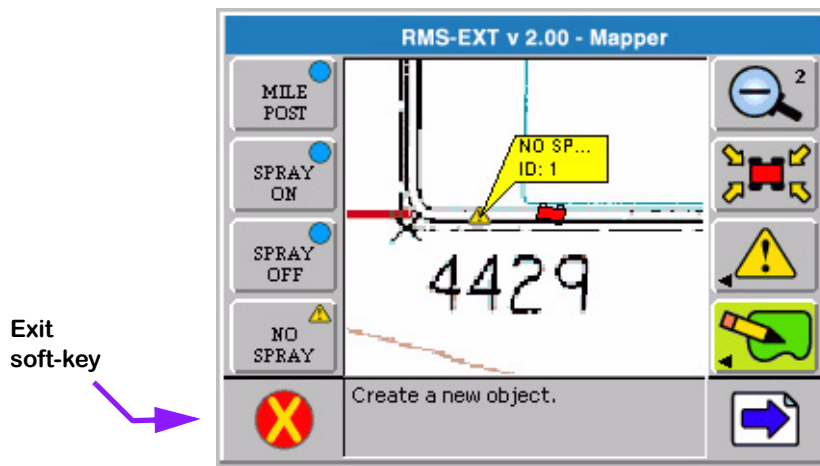 RMS-EXT v 2.00 - Mapper
MILE
POST
2
SPRAY
ON
NO SP...
ID: 1
SPRAY
OFF
4429
NO
SPRAY
Exit
soft-key
Create a new object.